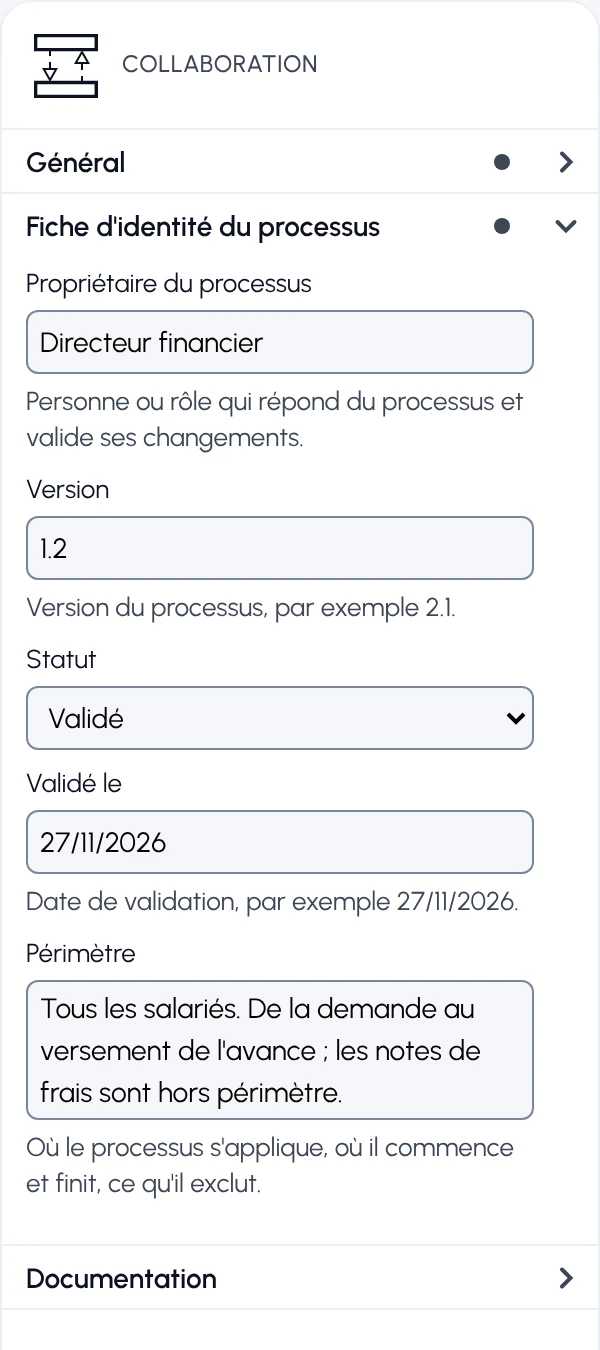 COLLABORATION
Général
Fiche d'identité du processus
Propriétaire du processus
Directeur financier
Personne ou rôle qui répond du processus et
valide ses changements.
Version
1.2
Version du processus, par exemple 2.1.
Statut
Validé
Validé le
27/11/2026
Date de validation, par exemple 27/11/2026.
Périmètre
Tous les salariés. De la demande au
versement de l'avance ; les notes de
frais sont hors périmètre.
Où le processus s'applique, où il commence
et finit, ce qu'il exclut.
Documentation